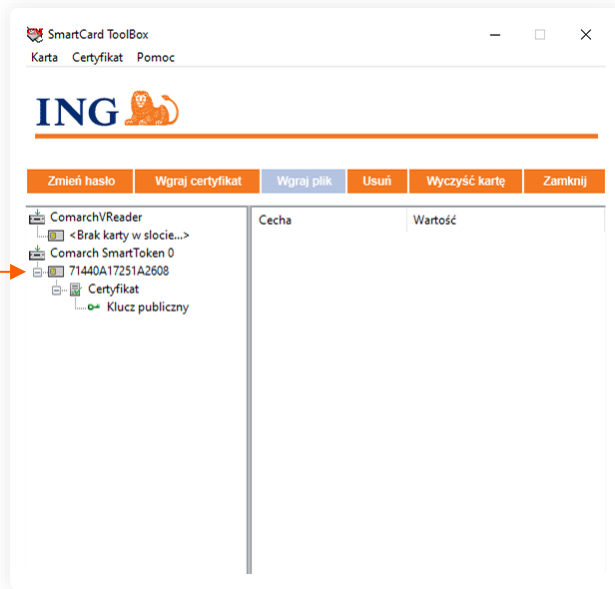 SmartCard ToolBox
Karta Certyfikat Pomoc
ING
Zmień hasło Wgraj certyfikat Wgraj plik Usuń Wyczyść kartę Zamknij
ComarchVReader
<Brak karty w slocie...>
Comarch SmartToken 0
71440A17251A2608
Certyfikat
Klucz publiczny
Cecha Wartość